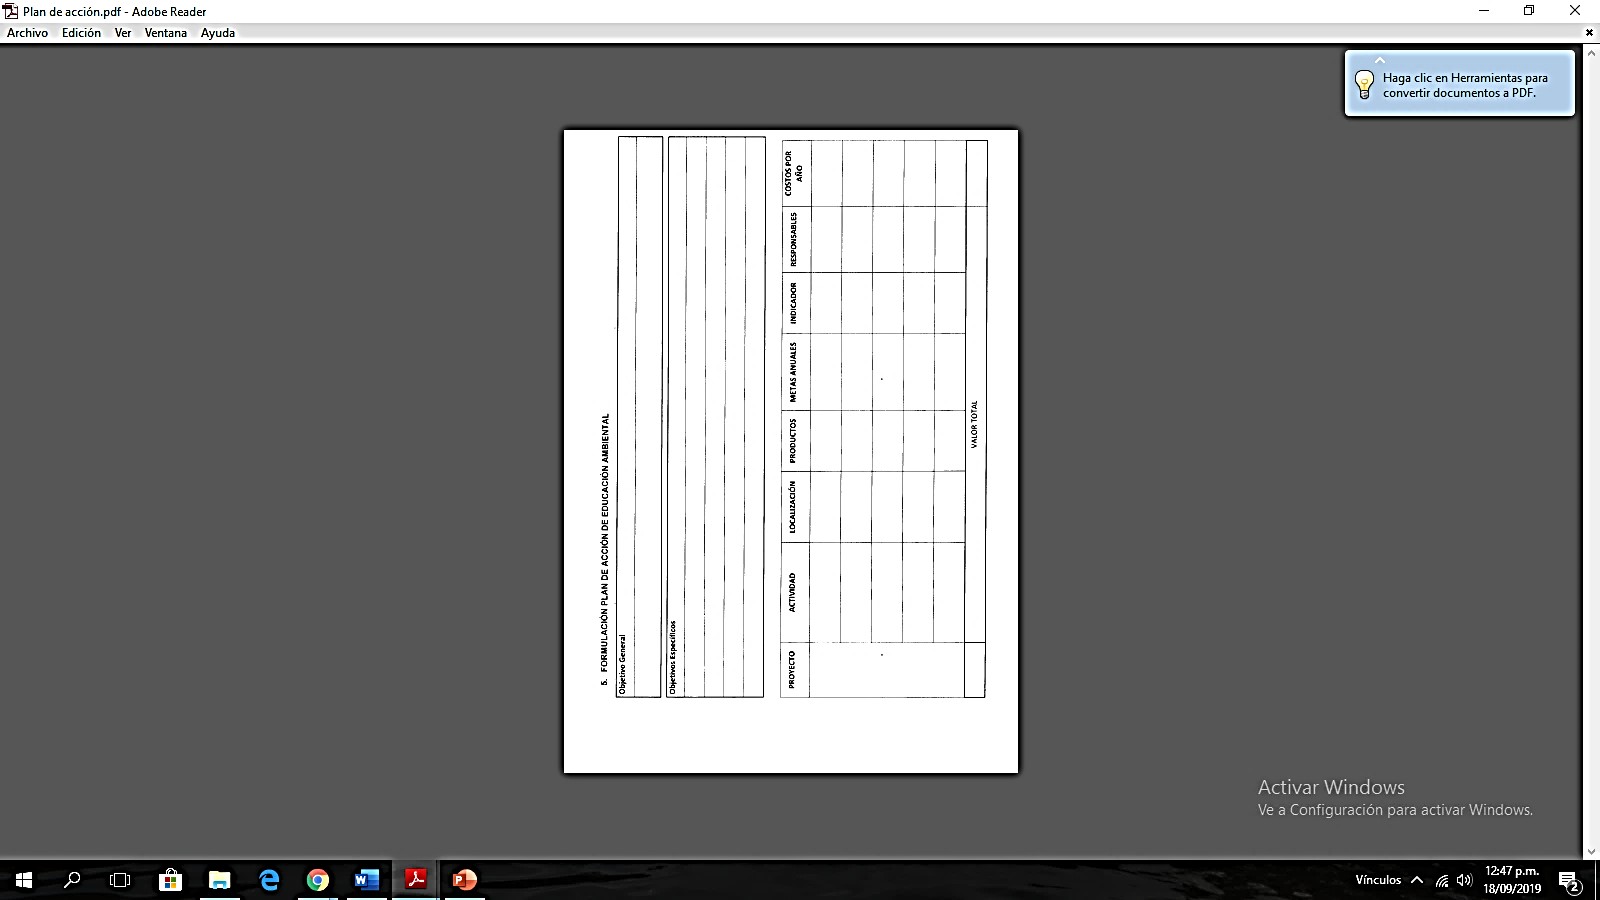 Plan de acción.pdf - Adobe Reader
Archivo Edición Ver Ventana Ayuda
Haga clic en Herramientas para
convertir documentos a PDF.
5. FORMULACIÓN PLAN DE ACCIÓN DE EDUCACIÓN AMBIENTAL
Objetivo General
Objetivos Específicos
PROYECTO ACTIVIDAD LOCALIZACIÓN PRODUCTOS METAS ANUALES INDICADOR RESPONSABLES COSTOS POR
AÑO
VALOR TOTAL
Activar Windows
Ve a Configuración para activar Windows.
Vínculos
12:47 p.m.
18/09/2019
2